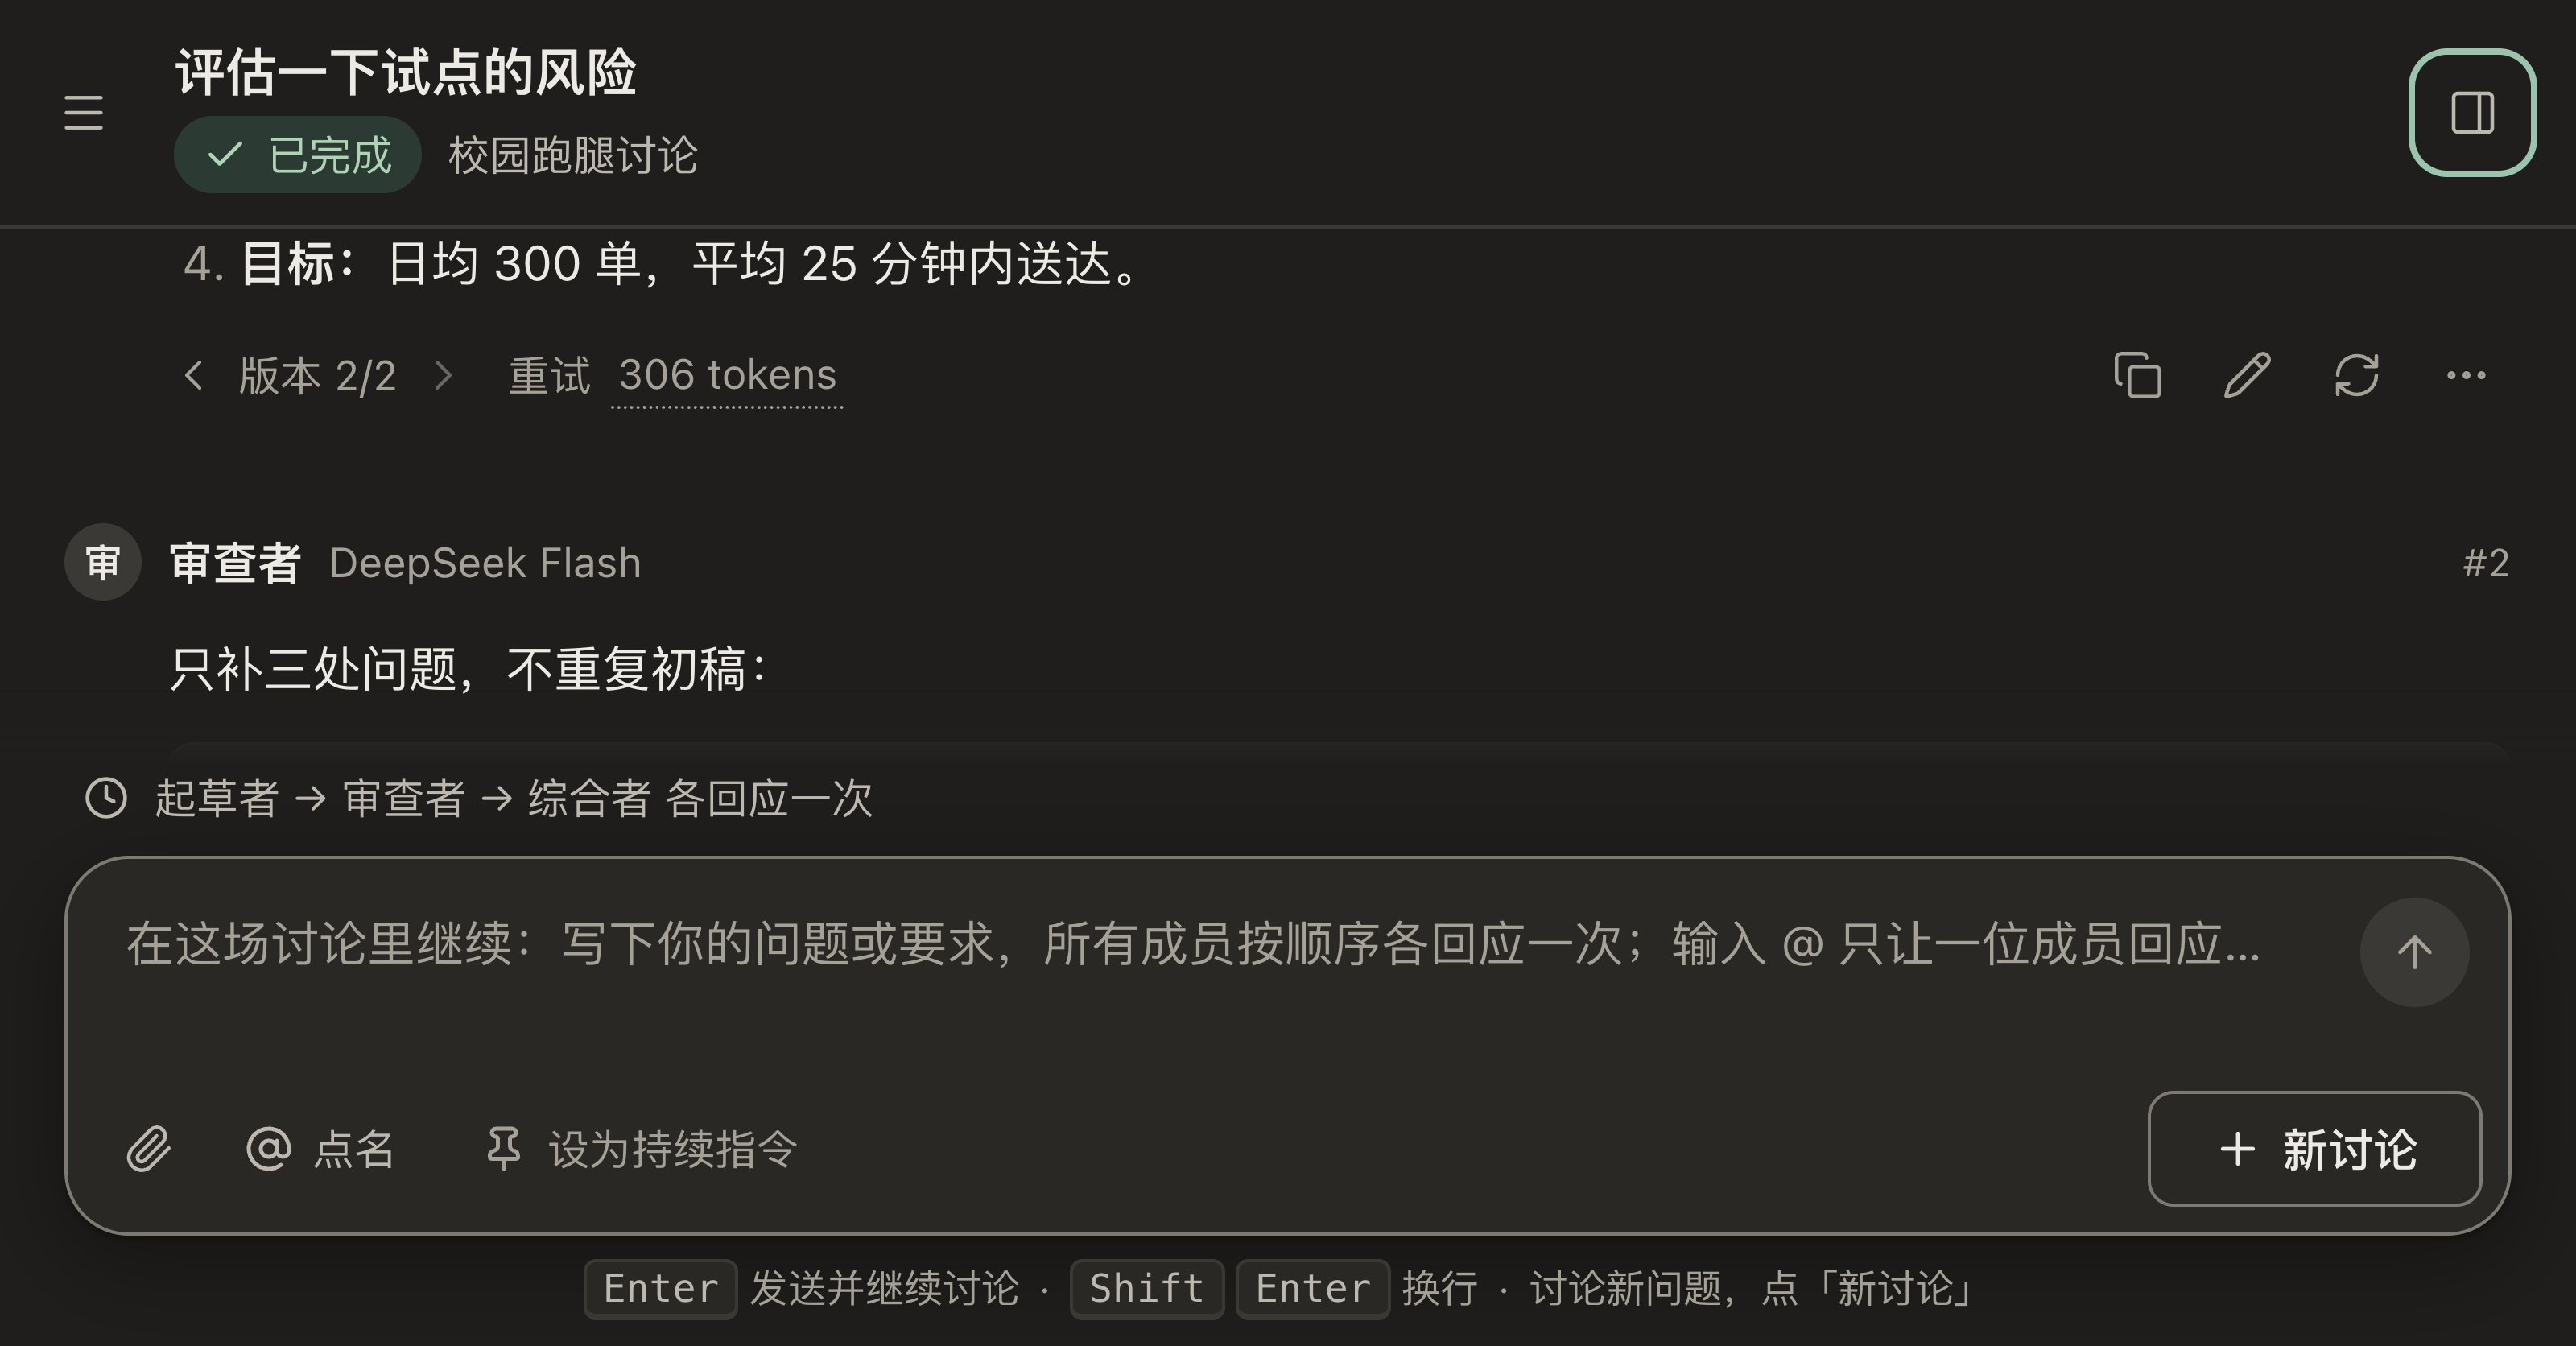 评估一下试点的风险
已完成 校园跑腿讨论
4. 目标：日均 300 单，平均 25 分钟内送达。
版本 2/2 重试 306 tokens
审 审查者 DeepSeek Flash #2
只补三处问题，不重复初稿：
起草者 → 审查者 → 综合者 各回应一次
在这场讨论里继续：写下你的问题或要求，所有成员按顺序各回应一次；输入 @ 只让一位成员回应...
@ 点名 设为持续指令 + 新讨论
Enter 发送并继续讨论 · Shift Enter 换行 · 讨论新问题，点「新讨论」